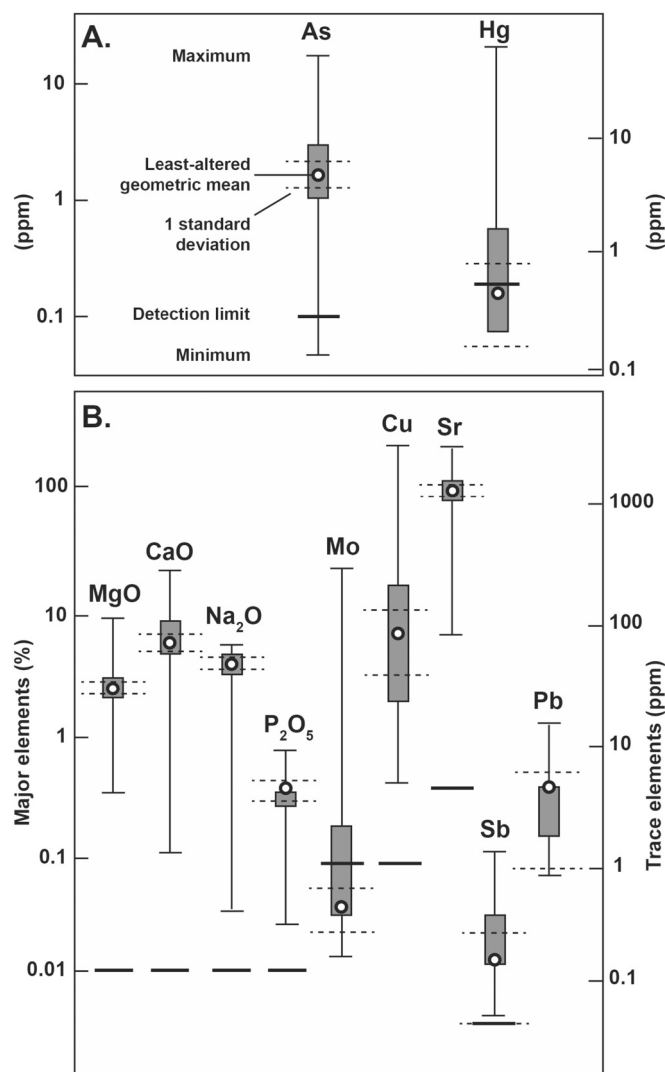 A.
As
Hg
Maximum
10
10
Least-altered
geometric mean
1
1
1 standard
deviation
(ppm)
(ppm)
Detection limit
0.1
Minimum
0.1
B.
Cu
Sr
100
1000
CaO
Mo
MgO
Na₂O
10
100
Major elements (%)
Trace elements (ppm)
Pb
1
P₂O₅
10
Sb
0.1
1
0.01
0.1